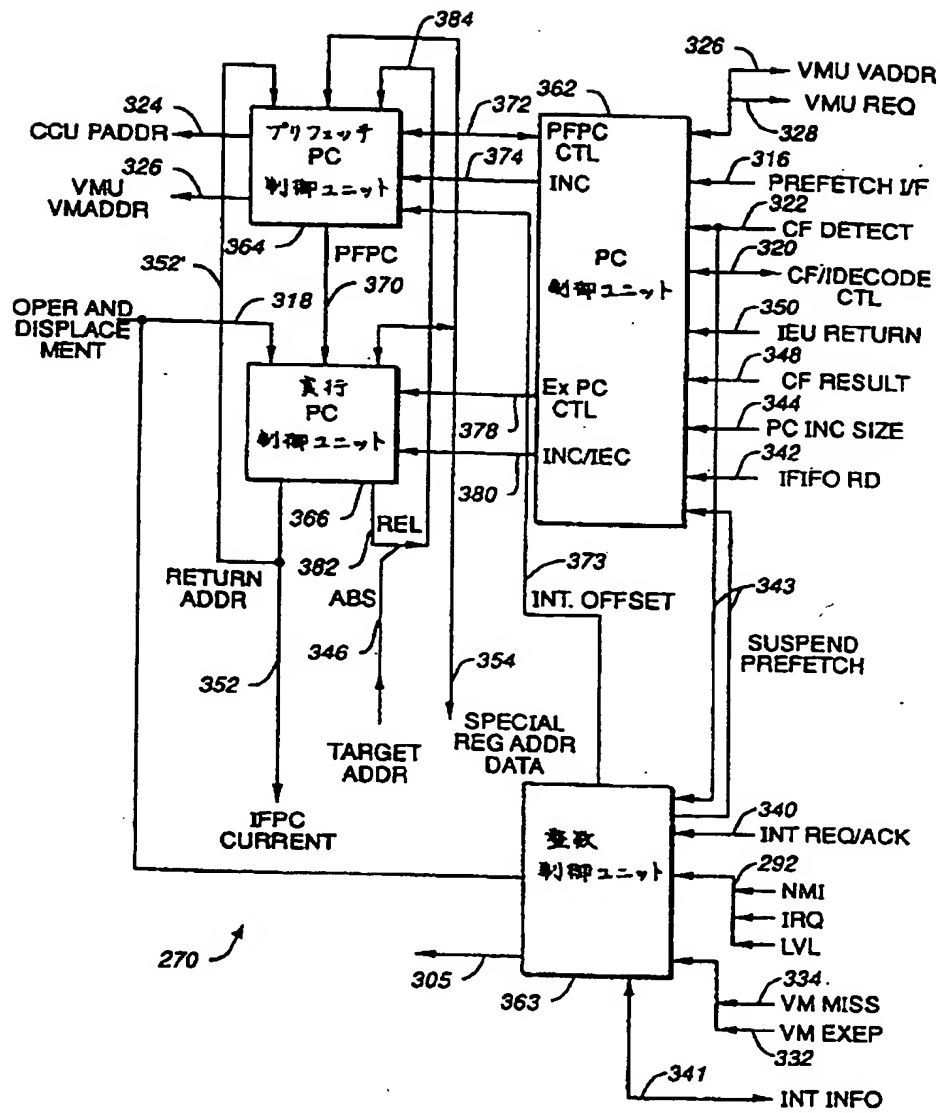 384
326
VMU VADDR
362
VMU REQ
328
324
CCU PADDR
プリフェッチ
PC
制御ユニット
372
PFPC
CTL
374
INC
316
PREFETCH I/F
326
VMU
VMADDR
322
CF DETECT
364
PFPC
352'
370
PC
制御ユニット
320
CF/IDECODE
CTL
OPER AND
DISPLACE
MENT
318
350
IEU RETURN
実行
PC
制御ユニット
Ex PC
CTL
378
348
CF RESULT
344
PC INC SIZE
INC/IEC
380
342
IFIFO RD
366
REL
382
RETURN
ADDR
ABS
373
INT. OFFSET
343
346
SUSPEND
PREFETCH
352
354
TARGET
ADDR
SPECIAL
REG ADDR
DATA
IFPC
CURRENT
340
INT REQ/ACK
整数
制御ユニット
292
NMI
IRQ
LVL
270
305
363
334
VM MISS
VM EXEP
332
341
INT INFO